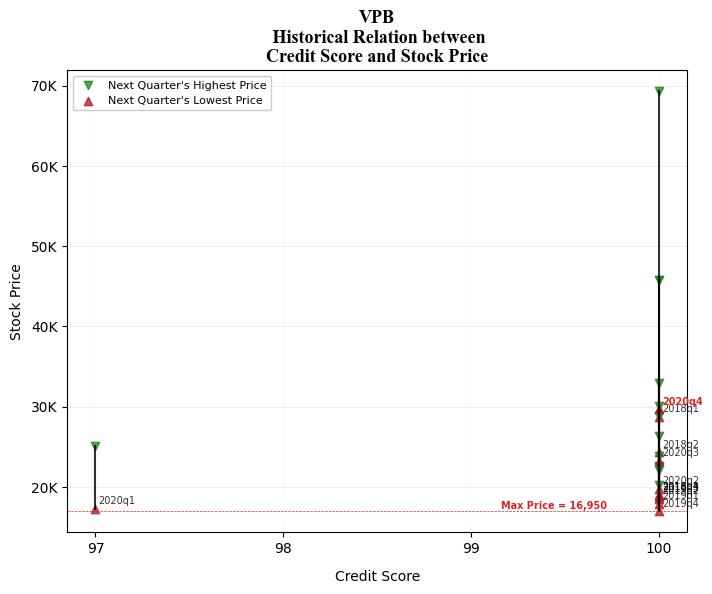 VPB
Historical Relation between
Credit Score and Stock Price
Next Quarter's Highest Price
Next Quarter's Lowest Price
70K
60K
50K
40K
30K
20K
Stock Price
2020q4
2018q1
2018q2
2020q3
2020q2
2019q4
2020q1
Max Price = 16,950
97
98
99
100
Credit Score